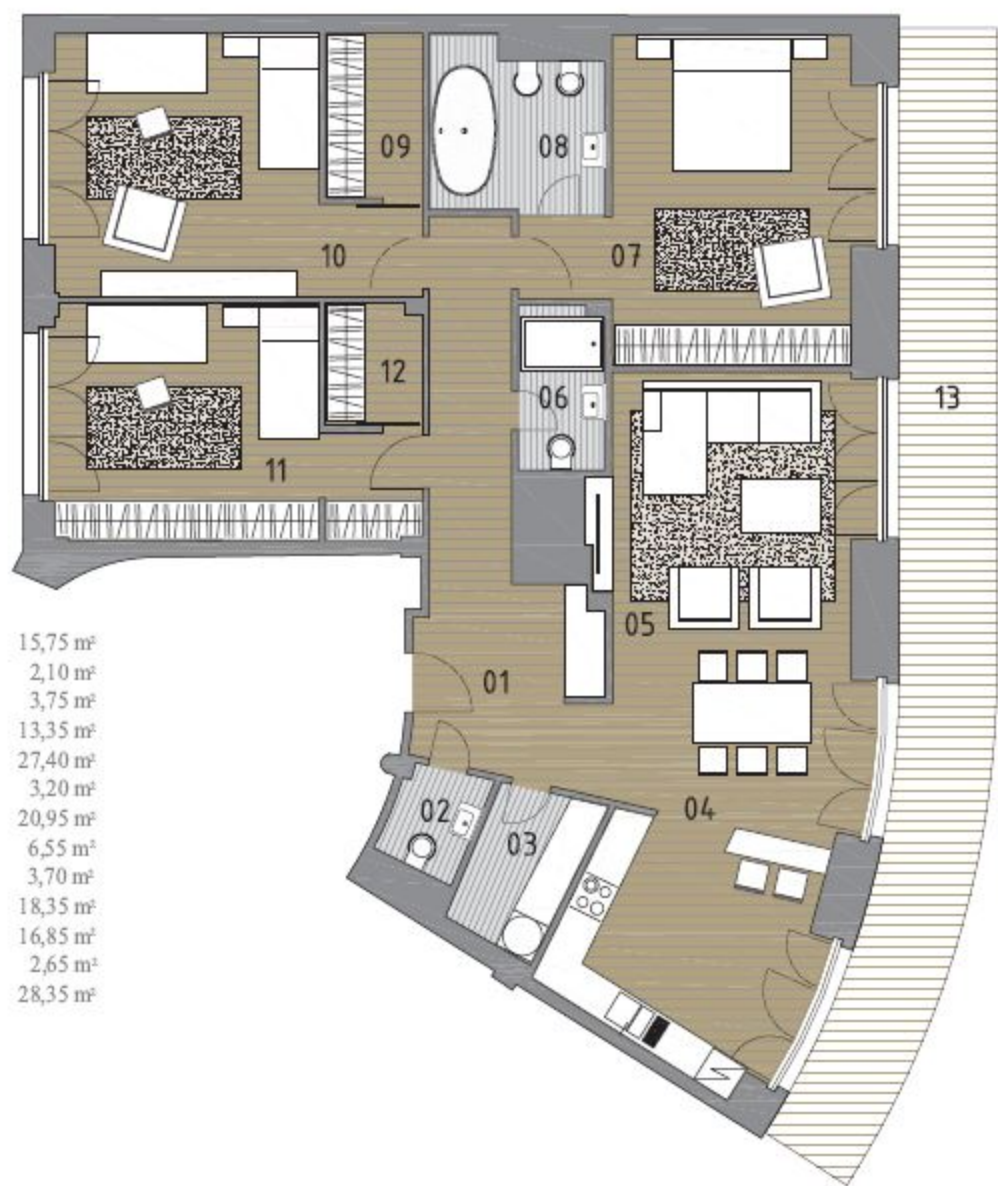 09
08
10
07
12
06
13
11
05
15,75 m²
2,10 m²
01
3,75 m²
13,35 m²
27,40 m²
3,20 m²
04
20,95 m²
02
6,55 m²
03
3,70 m²
18,35 m²
16,85 m²
2,65 m²
28,35 m²